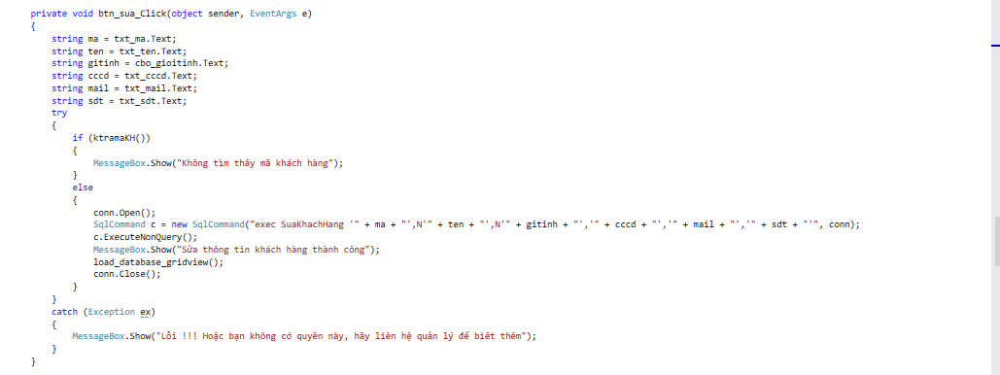 private void btn_sua_Click(object sender, EventArgs e)
{
string ma = txt_ma.Text;
string ten = txt_ten.Text;
string gitinh = cbo_gioitinh.Text;
string cccd = txt_cccd.Text;
string mail = txt_mail.Text;
string sdt = txt_sdt.Text;
try
{
if (ktramaKH())
{
MessageBox.Show("Không tìm thấy mã khách hàng");
}
else
{
conn.Open();
SqlCommand c = new SqlCommand("exec SuaKhachHang '" + ma + "',N'" + ten + "',N'" + gitinh + "','" + cccd + "','" + mail + "','" + sdt + "'", conn);
c.ExecuteNonQuery();
MessageBox.Show("Sửa thông tin khách hàng thành công");
load_database_gridview();
conn.Close();
}
}
catch (Exception ex)
{
MessageBox.Show("Lỗi !!! Hoặc bạn không có quyền này, hãy liên hệ quản lý để biết thêm");
}
}